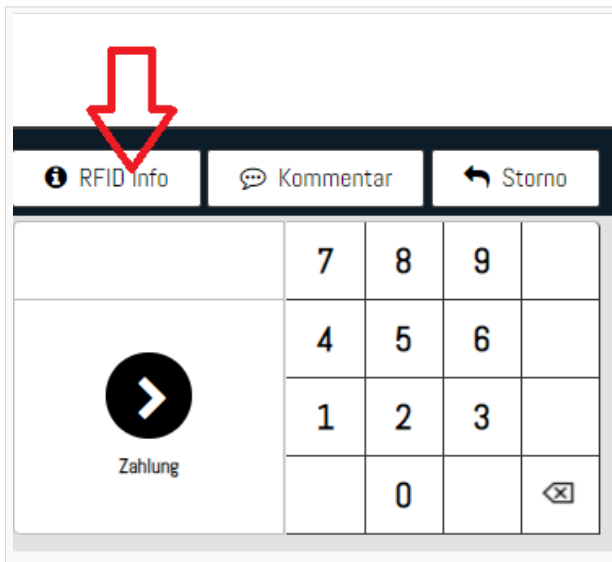 RFID Info
Kommentar
Storno
7 8 9
4 5 6
1 2 3
Zahlung
0